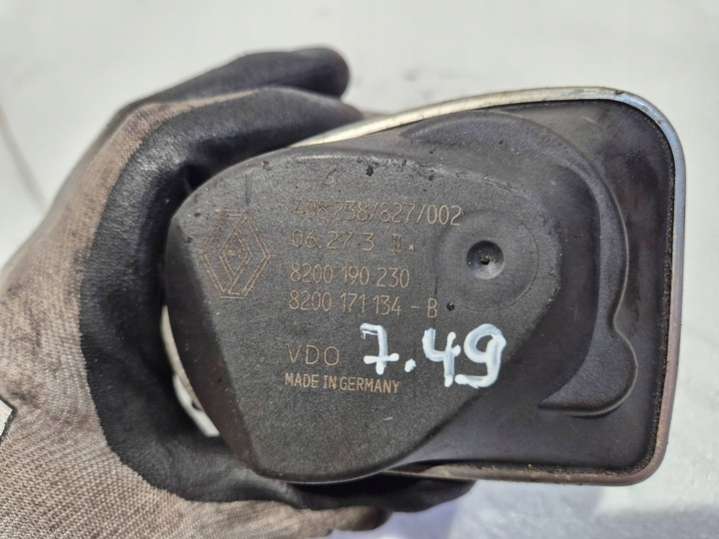 408-238/827/002
06.27.3 D.
8200 190 230
8200 171 134 - B
VDO
7.49
MADE IN GERMANY